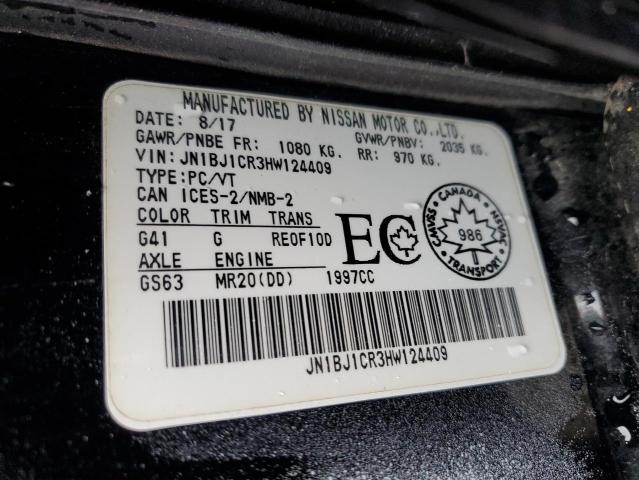 MANUFACTURED BY NISSAN MOTOR CO.,LTD.
DATE: 8/17 GVWR/PNBV: 2035 KG.
GAWR/PNBE FR: 1080 KG. RR: 970 KG.
VIN: JN1BJ1CR3HW124409
TYPE:PC/VT
CAN ICES-2/NMB-2
COLOR TRIM TRANS
G41 G RE0F10D
AXLE ENGINE
GS63 MR20(DD) 1997CC
EC
CANADA
CMVSS NSVAC
986
TRANSPORT
JN1BJ1CR3HW124409